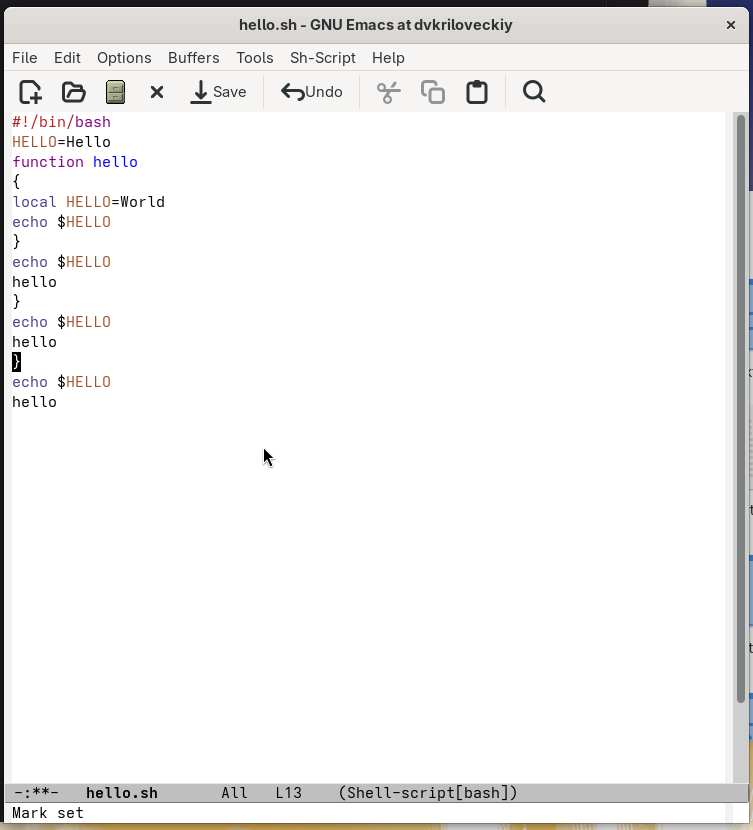 hello.sh - GNU Emacs at dvkriloveckiy
File Edit Options Buffers Tools Sh-Script Help
Save Undo
#!/bin/bash
HELLO=Hello
function hello
{
local HELLO=World
echo $HELLO
}
echo $HELLO
hello
}
echo $HELLO
hello
}
echo $HELLO
hello
-:**- hello.sh All L13 (Shell-script[bash])
Mark set